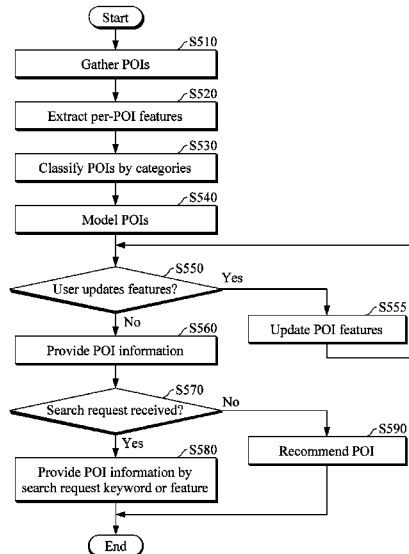 Start
S510
Gather POIs
S520
Extract per-POI features
S530
Classify POIs by categories
S540
Model POIs
S550
User updates features?
Yes
S555
Update POI features
No
S560
Provide POI information
S570
Search request received?
No
S590
Recommend POI
Yes
S580
Provide POI information by
search request keyword or feature
End